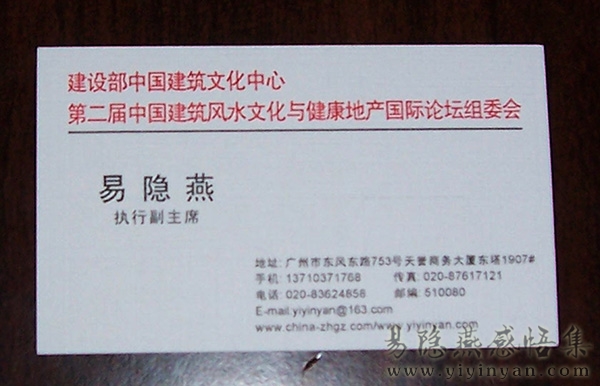 建设部中国建筑文化中心
第二届中国建筑风水文化与健康地产国际论坛组委会
易隐燕
执行副主席
地址: 广州市东风东路753号天誉商务大厦东塔1907#
手机: 13710371768 传真: 020-87617121
电话: 020-83624858 邮编: 510080
E-mail:yiyinyan@163.com
www.china-zhgz.com/www.yiyinyan.com
易隐燕感悟集
www.yiyinyan.com